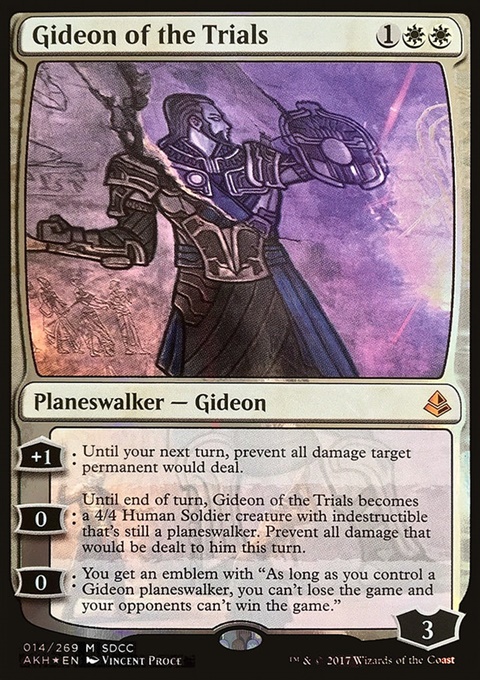 Gideon of the Trials 1
Planeswalker — Gideon
+1 : Until your next turn, prevent all damage target
permanent would deal.
0 : Until end of turn, Gideon of the Trials becomes
a 4/4 Human Soldier creature with indestructible
that's still a planeswalker. Prevent all damage that
would be dealt to him this turn.
0 : You get an emblem with “As long as you control a
Gideon planeswalker, you can't lose the game and
your opponents can't win the game.”
3
014/269 M SDCC
AKH★EN Vincent Proce
™ & © 2017 Wizards of the Coast